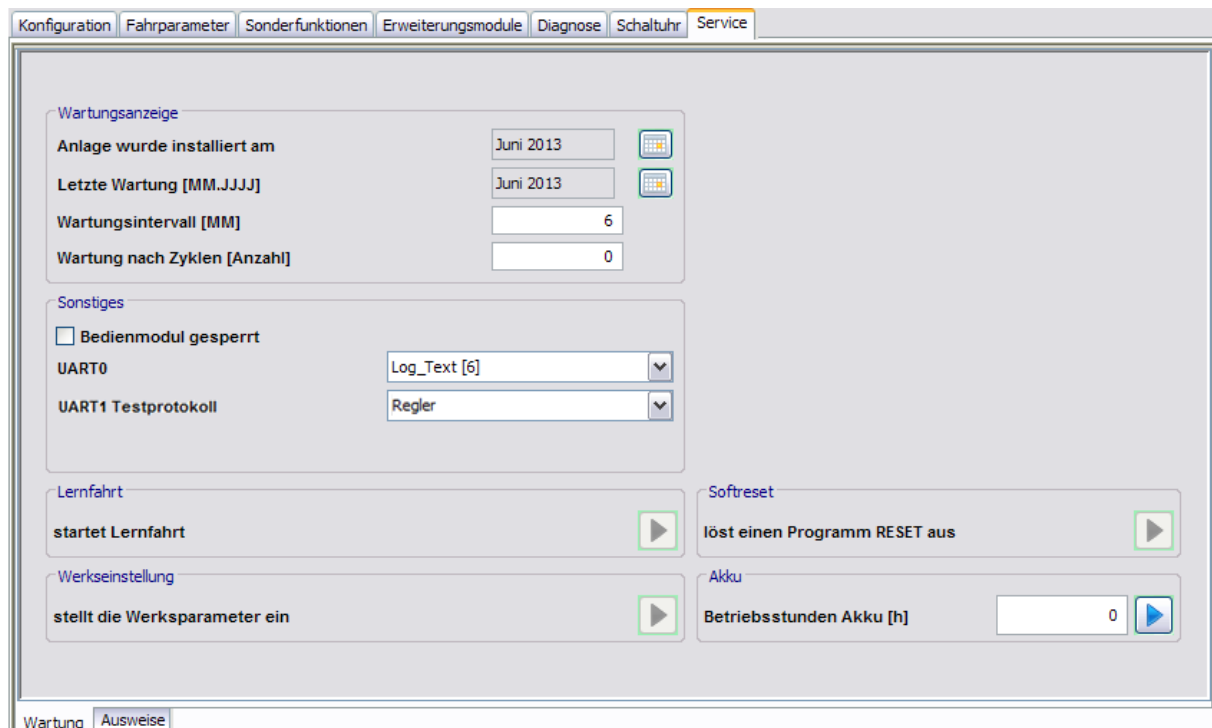 Konfiguration Fahrparameter Sonderfunktionen Erweiterungsmodule Diagnose Schaltuhr Service
Wartungsanzeige
Anlage wurde installiert am Juni 2013
Letzte Wartung [MM.JJJJ] Juni 2013
Wartungsintervall [MM] 6
Wartung nach Zyklen [Anzahl] 0
Sonstiges
Bedienmodul gesperrt
UART0 Log_Text [6]
UART1 Testprotokoll Regler
Lernfahrt
startet Lernfahrt
Softreset
löst einen Programm RESET aus
Werkseinstellung
stellt die Werksparameter ein
Akku
Betriebsstunden Akku [h] 0
Wartung Ausweise